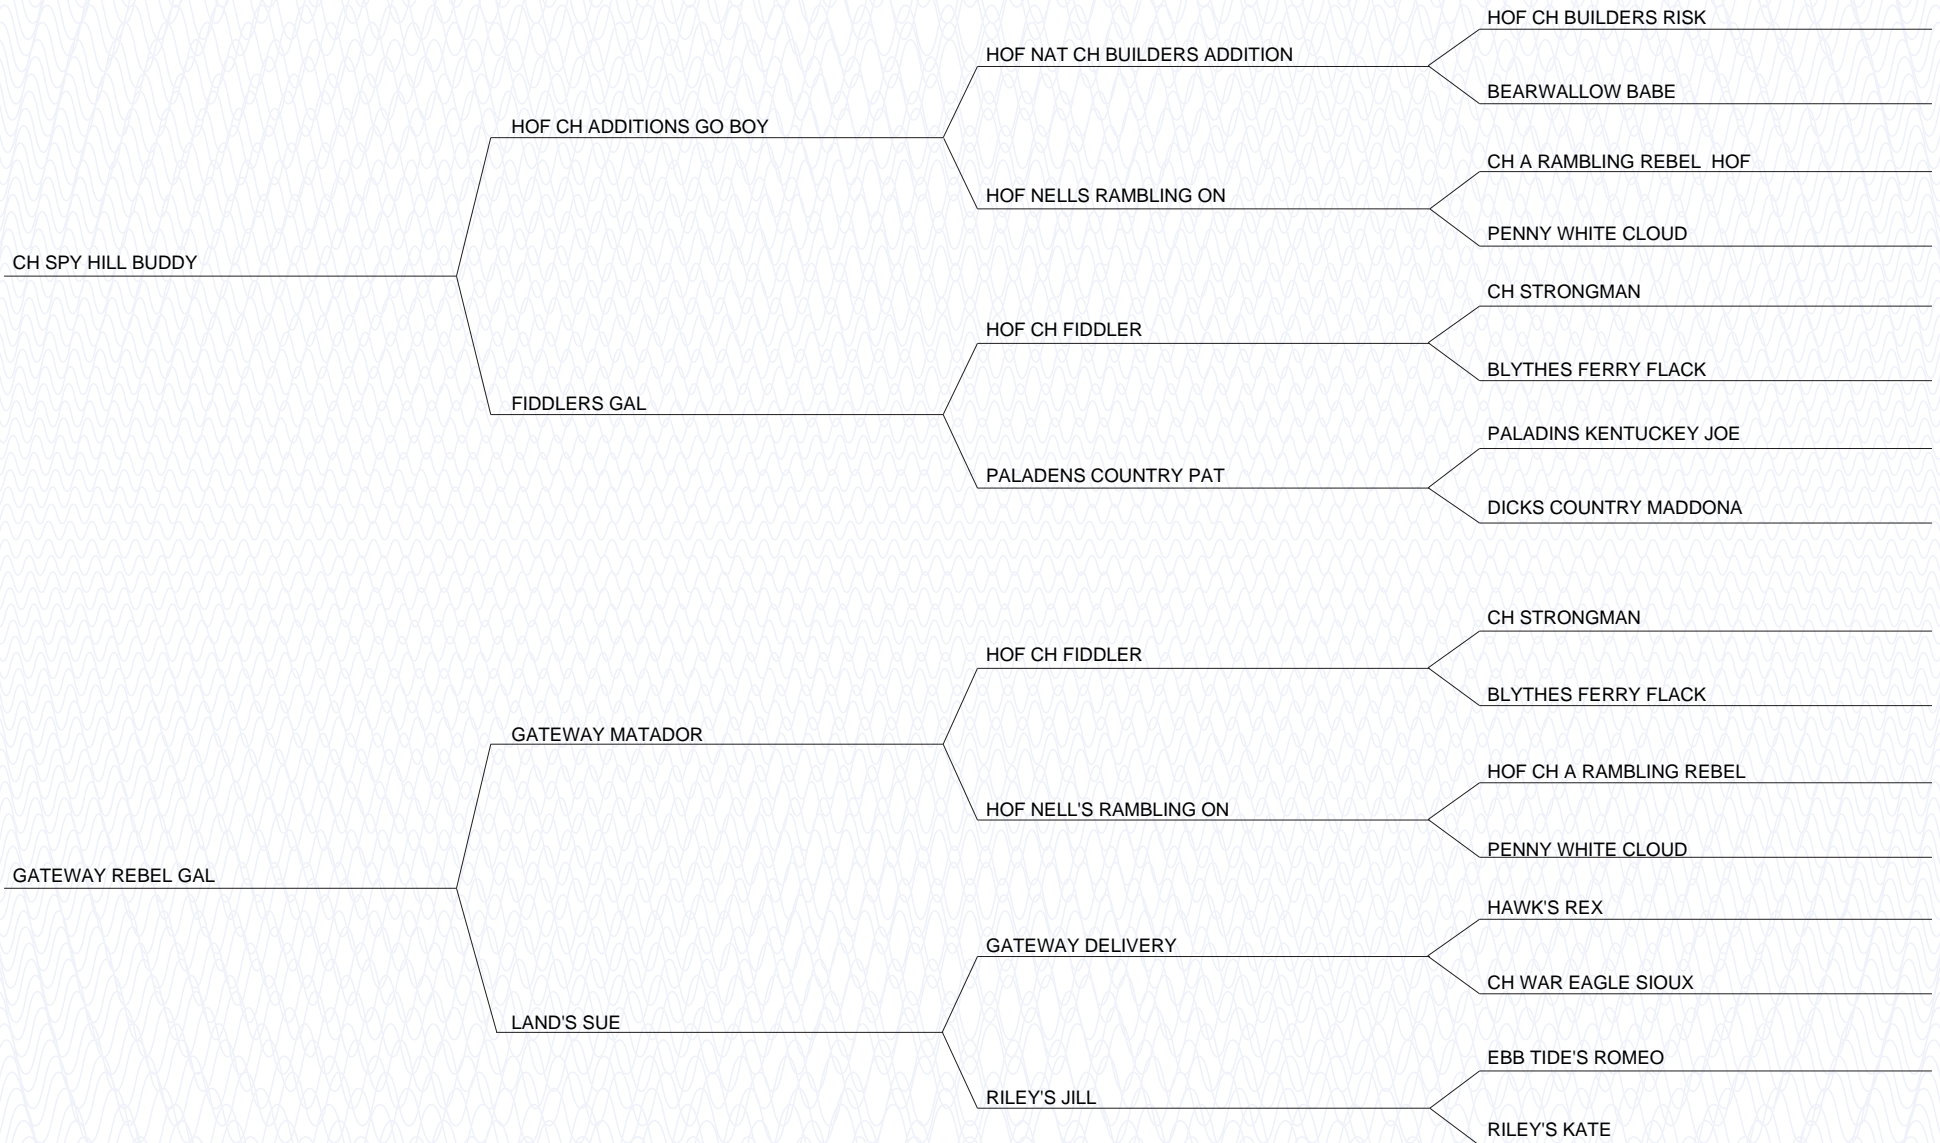 HOF CH BUILDERS RISK
HOF NAT CH BUILDERS ADDITION
BEARWALLOW BABE
HOF CH ADDITIONS GO BOY
CH A RAMBLING REBEL  HOF
HOF NELLS RAMBLING ON
PENNY WHITE CLOUD
CH SPY HILL BUDDY
CH STRONGMAN
HOF CH FIDDLER
BLYTHES FERRY FLACK
FIDDLERS GAL
PALADINS KENTUCKEY JOE
PALADENS COUNTRY PAT
DICKS COUNTRY MADDONA
CH STRONGMAN
HOF CH FIDDLER
BLYTHES FERRY FLACK
GATEWAY MATADOR
HOF CH A RAMBLING REBEL
HOF NELL'S RAMBLING ON
PENNY WHITE CLOUD
GATEWAY REBEL GAL
HAWK'S REX
GATEWAY DELIVERY
CH WAR EAGLE SIOUX
LAND'S SUE
EBB TIDE'S ROMEO
RILEY'S JILL
RILEY'S KATE